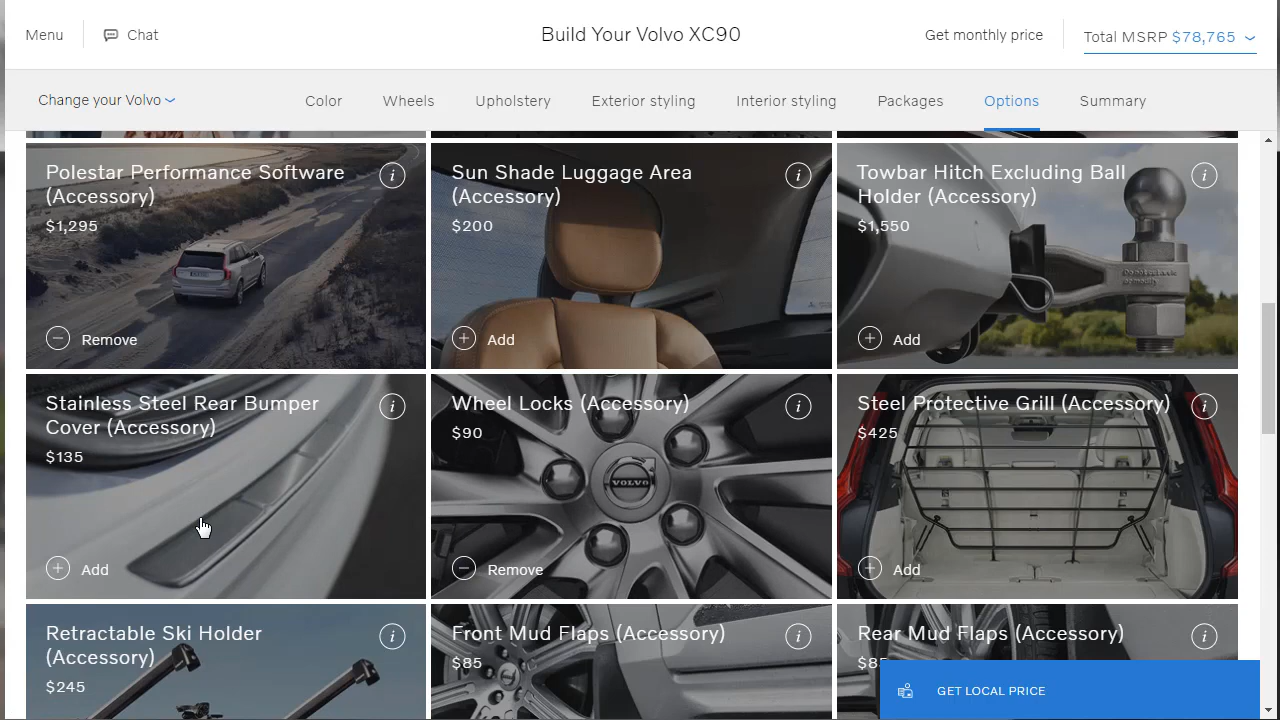 Menu
Chat
Build Your Volvo XC90
Get monthly price
Total MSRP $78,765
Change your Volvo
Color
Wheels
Upholstery
Exterior styling
Interior styling
Packages
Options
Summary
Polestar Performance Software
(Accessory)
$1,295
Remove
Sun Shade Luggage Area
(Accessory)
$200
Add
Towbar Hitch Excluding Ball
Holder (Accessory)
$1,550
Add
Stainless Steel Rear Bumper
Cover (Accessory)
$135
Add
Wheel Locks (Accessory)
$90
VOLVO
Remove
Steel Protective Grill (Accessory)
$425
Add
Retractable Ski Holder
(Accessory)
$245
Front Mud Flaps (Accessory)
$85
Rear Mud Flaps (Accessory)
GET LOCAL PRICE